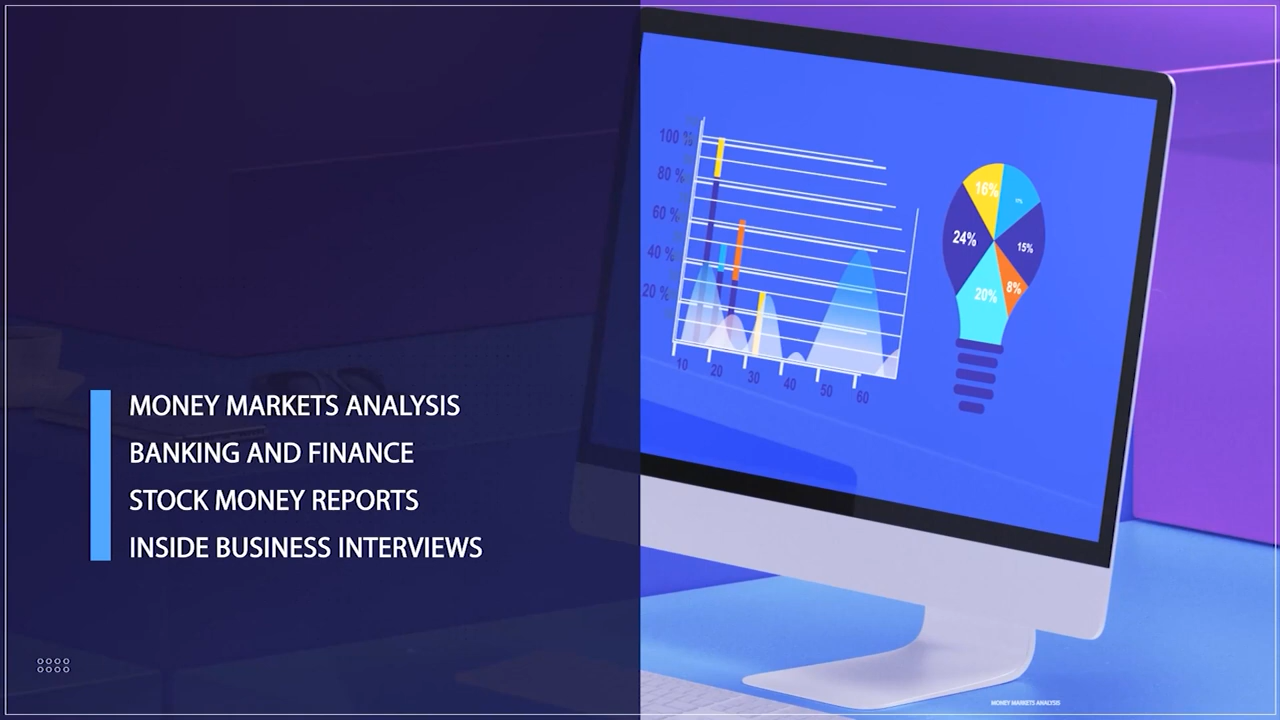 MONEY MARKETS ANALYSIS
BANKING AND FINANCE
STOCK MONEY REPORTS
INSIDE BUSINESS INTERVIEWS
100 %
80 %
60 %
40 %
20 %
10 20 30 40 50 60
16%
24%
15%
20%
8%
MONEY MARKETS ANALYSIS